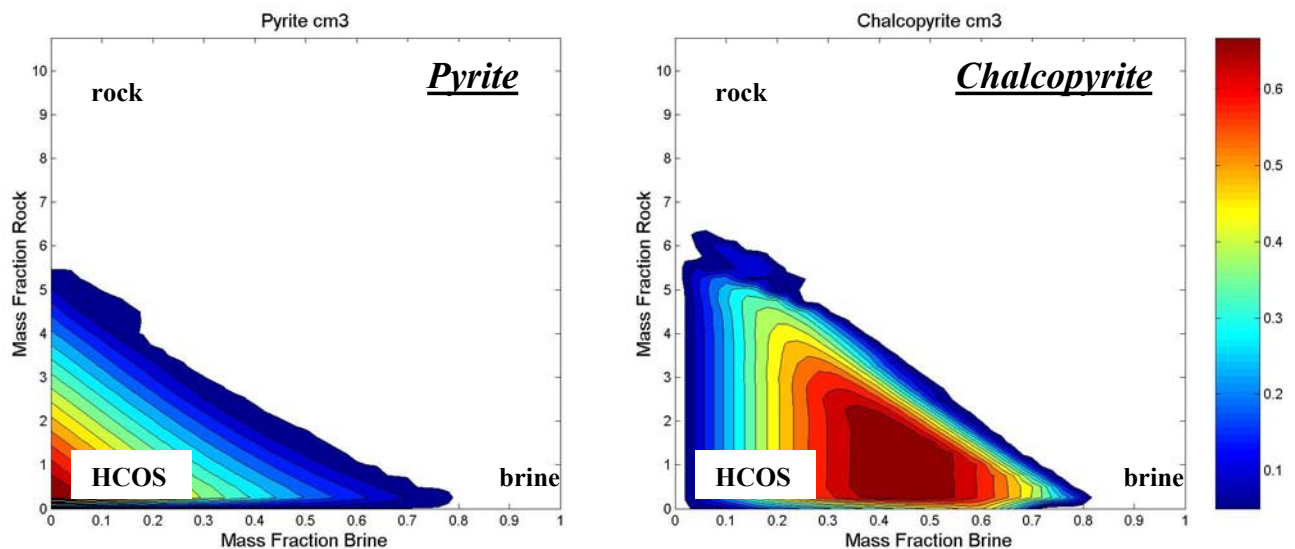 Pyrite cm3
Pyrite
rock
HCOS
brine
10
9
8
7
6
5
4
3
2
1
0
Mass Fraction Rock
0 0.1 0.2 0.3 0.4 0.5 0.6 0.7 0.8 0.9 1
Mass Fraction Brine
Chalcopyrite cm3
Chalcopyrite
rock
HCOS
brine
10
9
8
7
6
5
4
3
2
1
0
Mass Fraction Rock
0 0.1 0.2 0.3 0.4 0.5 0.6 0.7 0.8 0.9 1
Mass Fraction Brine
0.6
0.5
0.4
0.3
0.2
0.1